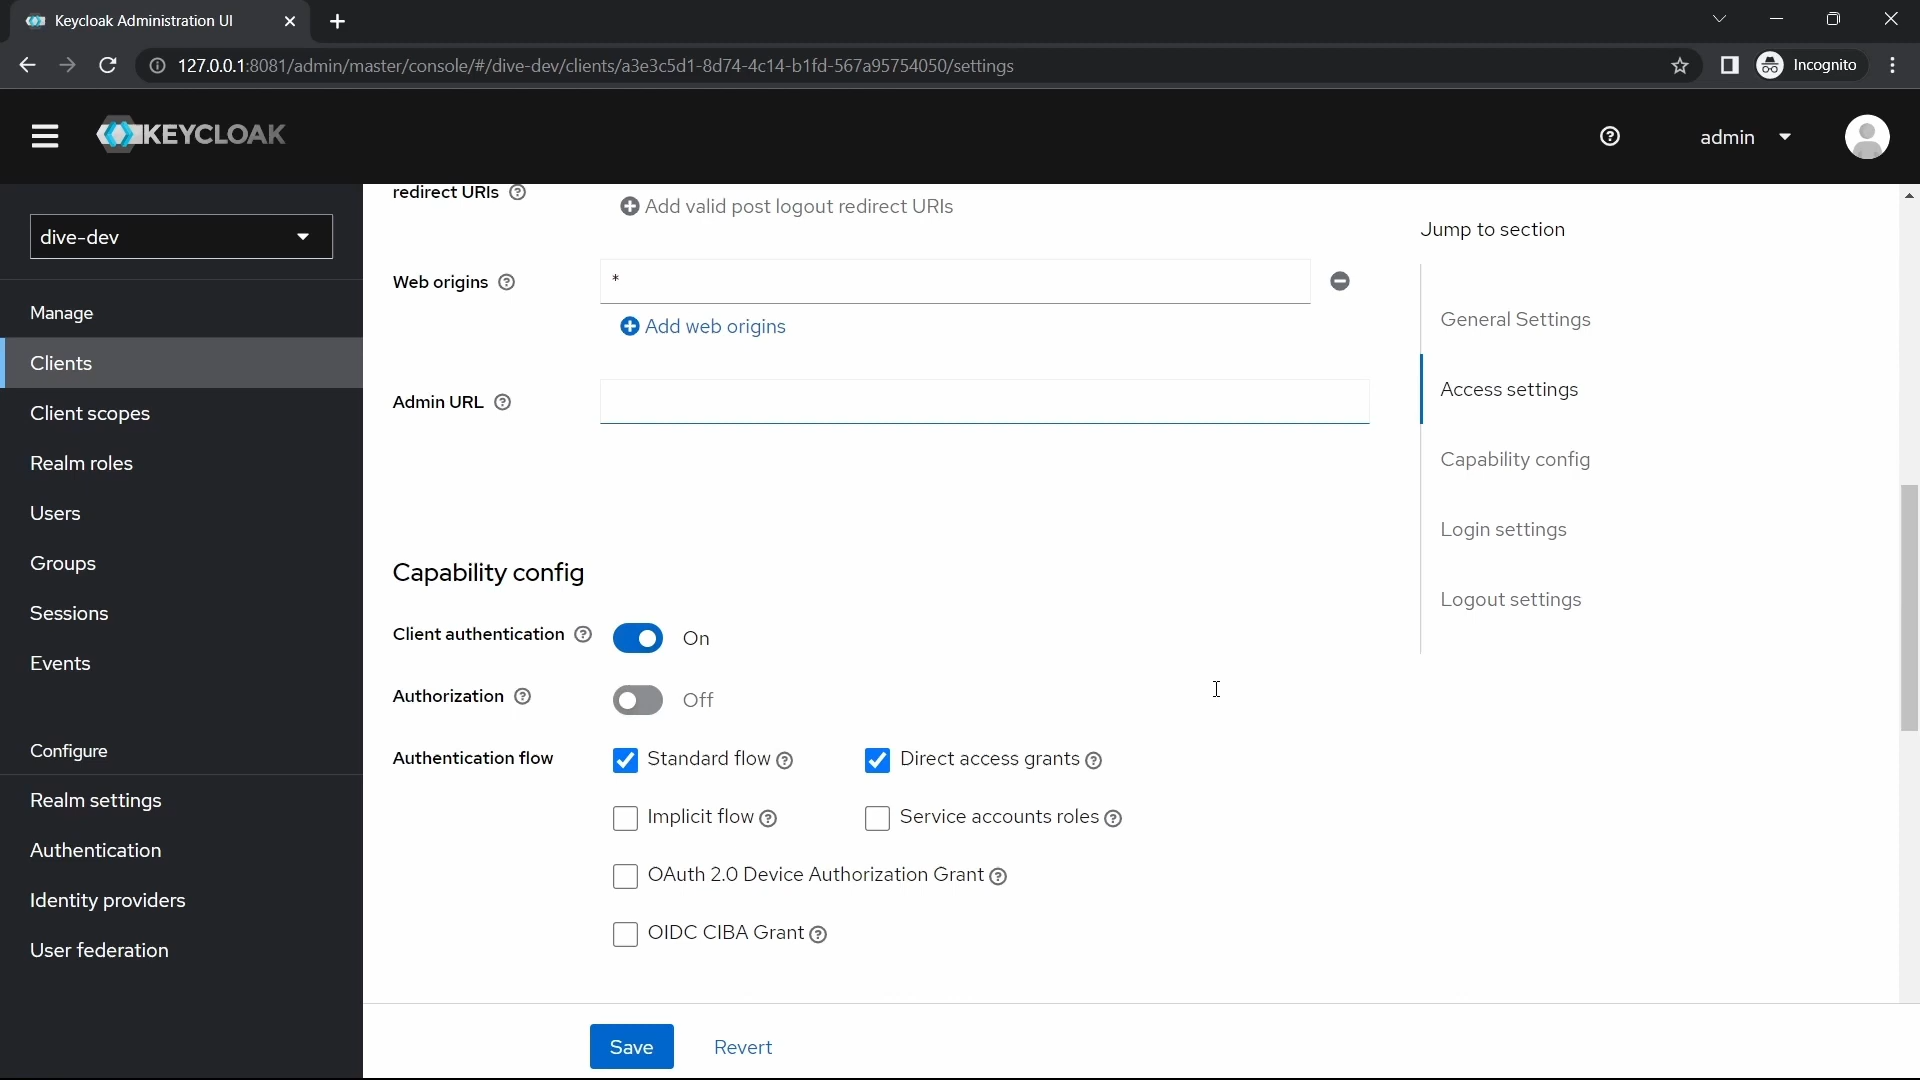 Keycloak Administration UI
127.0.0.1:8081/admin/master/console/#/dive-dev/clients/a3e3c5d1-8d74-4c14-b1fd-567a95754050/settings
Incognito
KEYCLOAK
admin
dive-dev
Manage
Clients
Client scopes
Realm roles
Users
Groups
Sessions
Events
Configure
Realm settings
Authentication
Identity providers
User federation
redirect URIs
Add valid post logout redirect URIs
Web origins
*
Add web origins
Admin URL
Capability config
Client authentication
On
Authorization
Off
Authentication flow
Standard flow
Direct access grants
Implicit flow
Service accounts roles
OAuth 2.0 Device Authorization Grant
OIDC CIBA Grant
Save
Revert
Jump to section
General Settings
Access settings
Capability config
Login settings
Logout settings